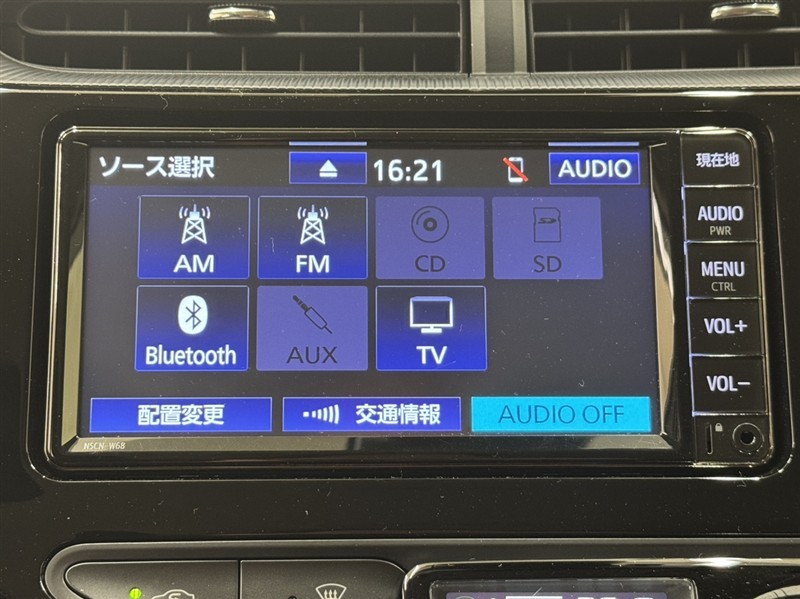 ソース選択
16:21
AUDIO
AM
FM
CD
SD
Bluetooth
AUX
TV
配置変更
交通情報
AUDIO OFF
NSCN-W68
現在地
AUDIO
PWR
MENU
CTRL
VOL+
VOL-